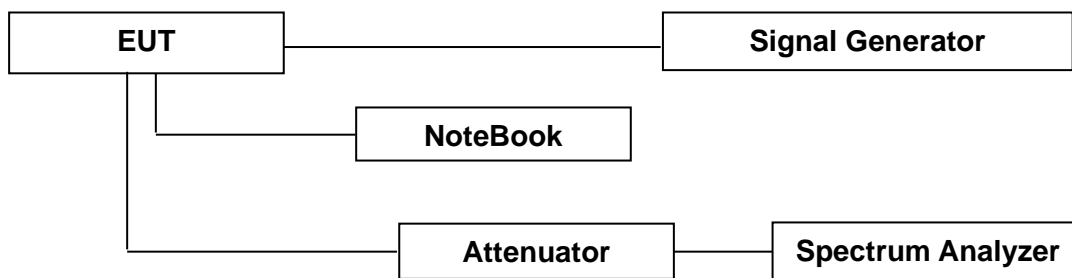 EUT
Signal Generator
NoteBook
Attenuator
Spectrum Analyzer